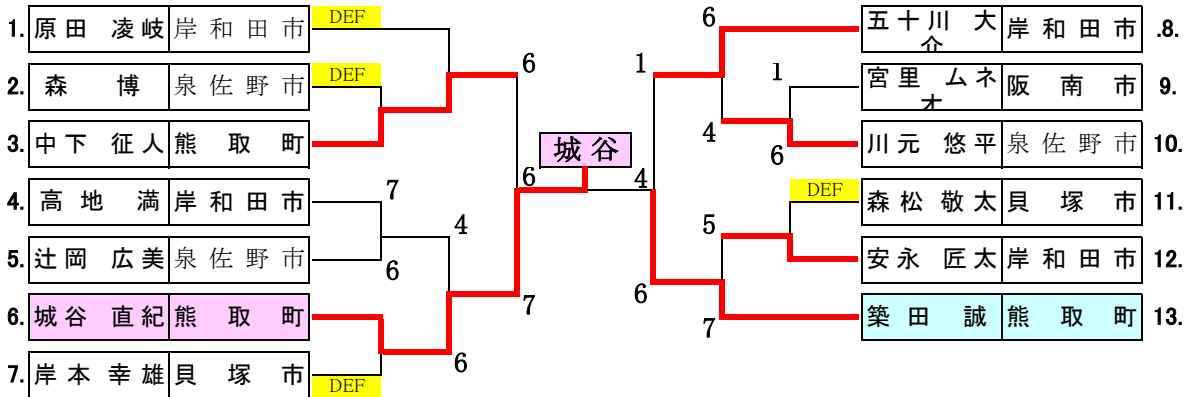 1. 原田 凌岐 岸和田市 DEF
2. 森 博 泉佐野市 DEF
3. 中下 征人 熊取町
4. 高地 満 岸和田市
5. 辻岡 広美 泉佐野市
6. 城谷 直紀 熊取町
7. 岸本 幸雄 貝塚市 DEF
6
7
6
4
6
6
7
城谷
6
1
4
1
6
4
5
6
7
五十川 大介 岸和田市 .8.
宮里 ムネオ 阪南市 9.
川元 悠平 泉佐野市 10.
DEF 森松 敬太 貝塚市 11.
安永 匠太 岸和田市 12.
築田 誠 熊取町 13.